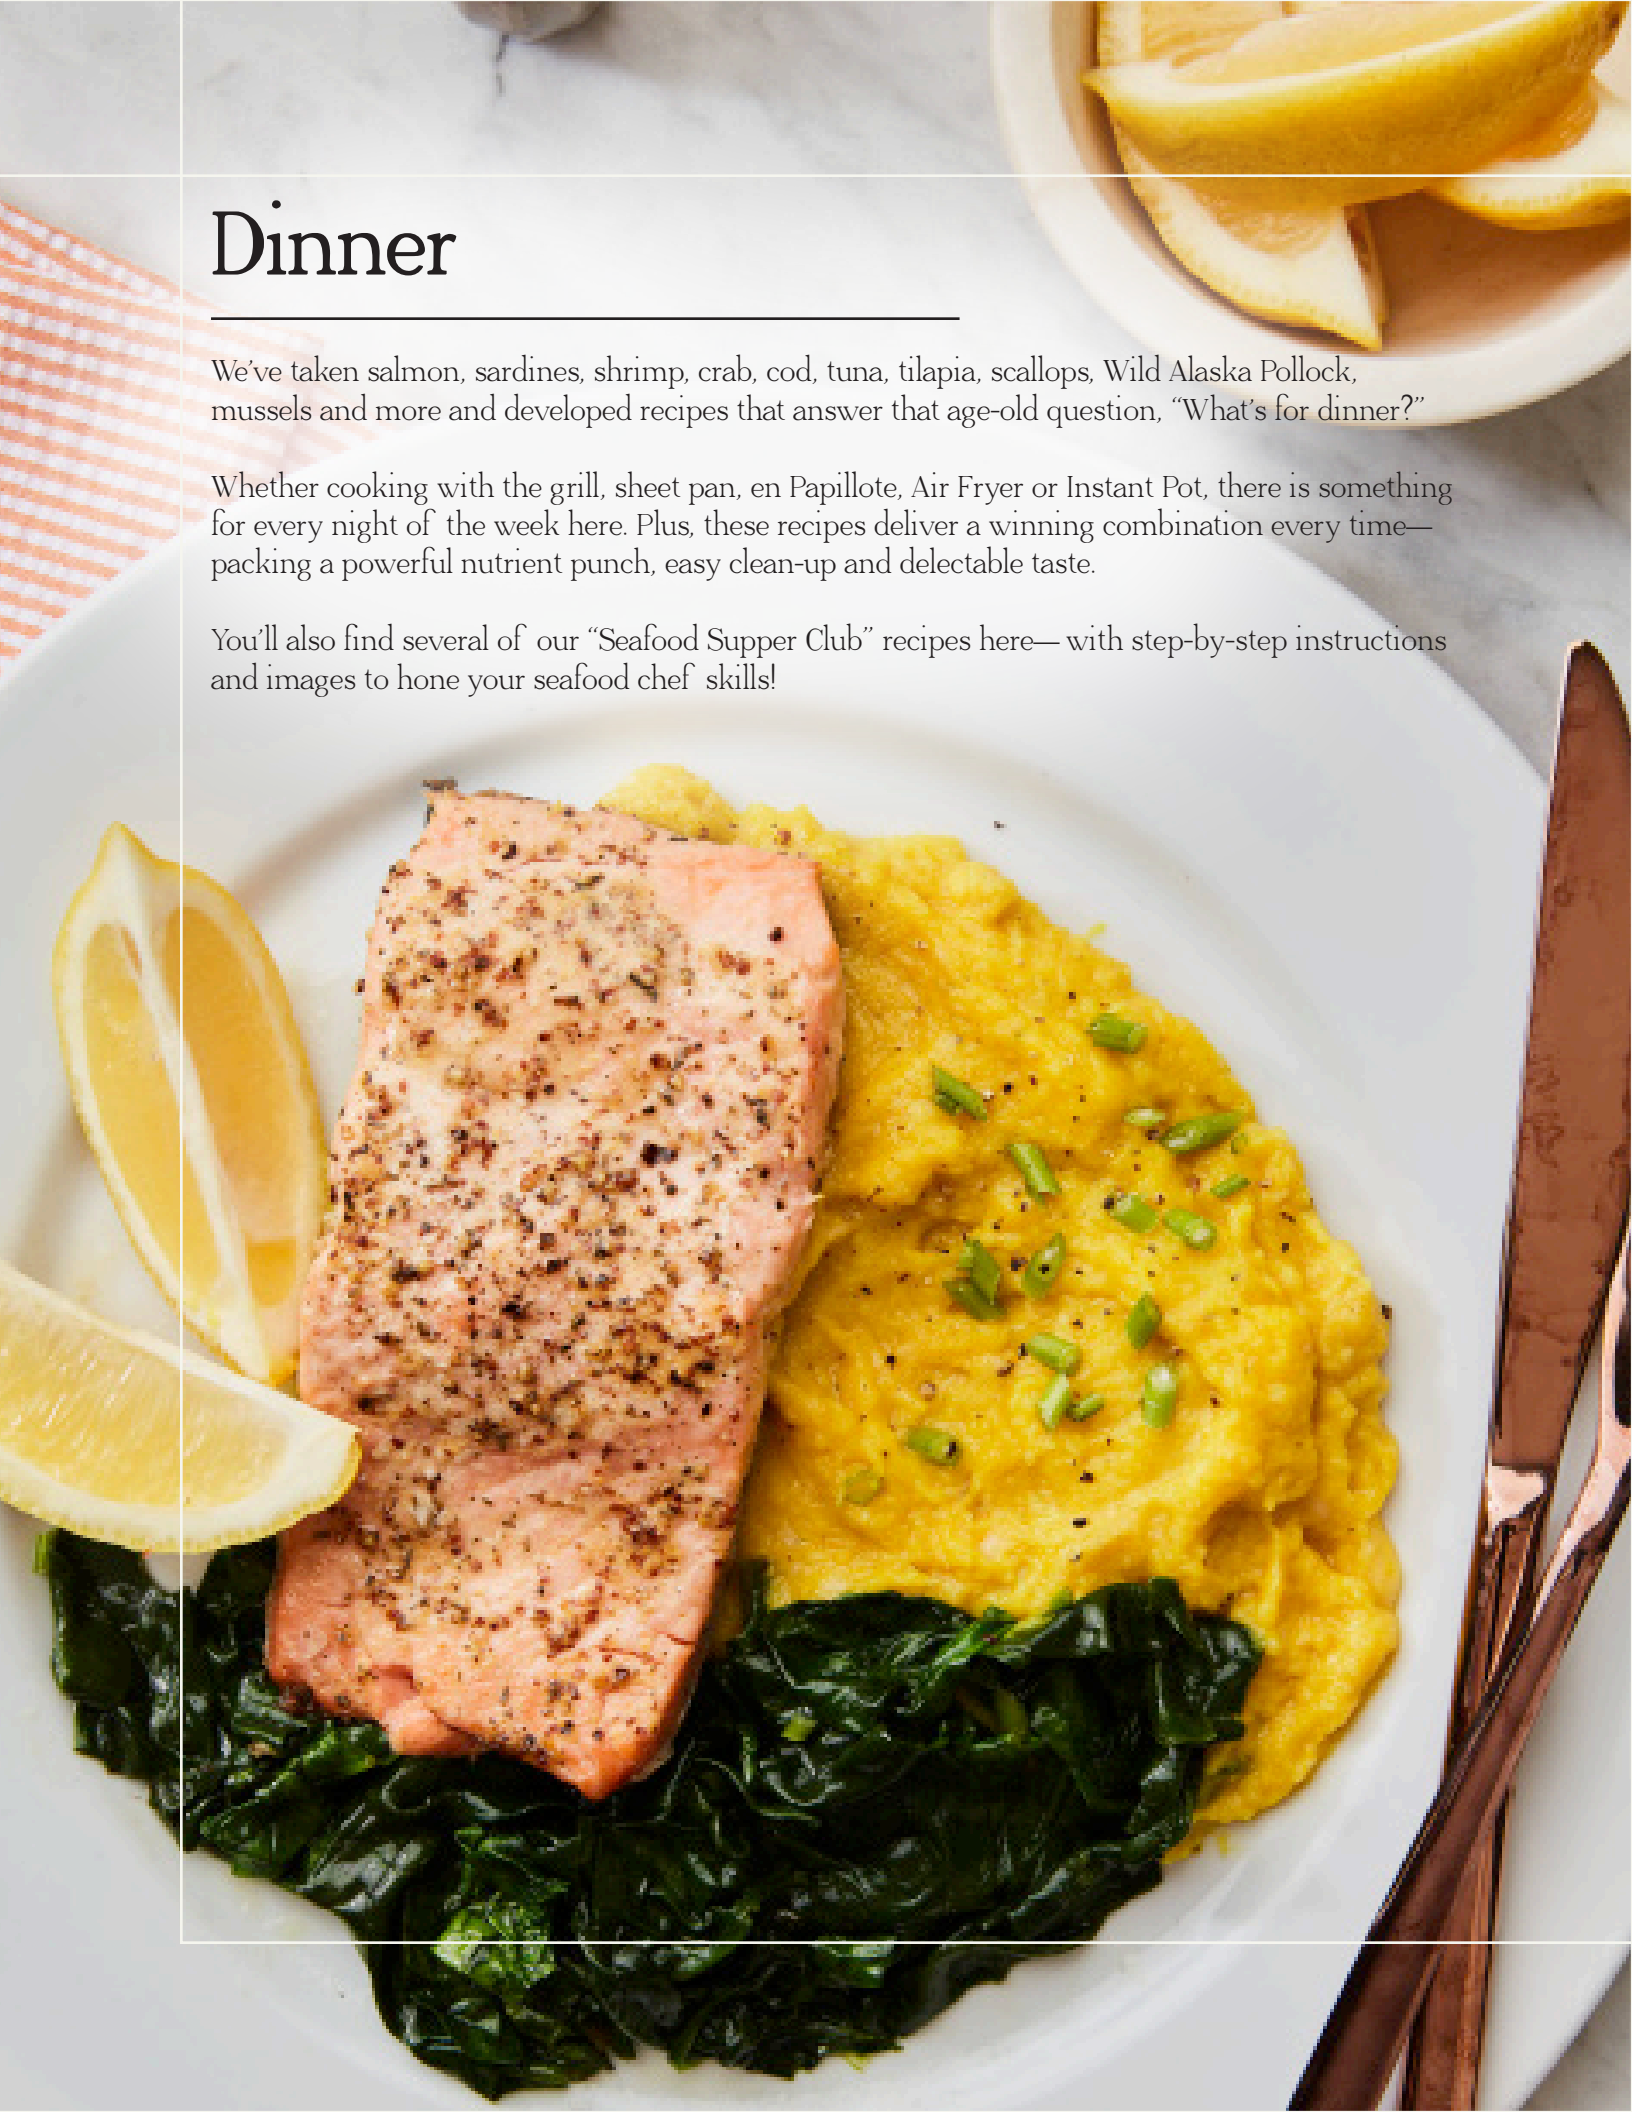 Dinner
We’ve taken salmon, sardines, shrimp, crab, cod, tuna, tilapia, scallops, Wild Alaska Pollock,
mussels and more and developed recipes that answer that age-old question, “What’s for dinner?”
Whether cooking with the grill, sheet pan, en Papillote, Air Fryer or Instant Pot, there is something
for every night of the week here. Plus, these recipes deliver a winning combination every time—
packing a powerful nutrient punch, easy clean-up and delectable taste.
You’ll also find several of our “Seafood Supper Club” recipes here— with step-by-step instructions
and images to hone your seafood chef skills!